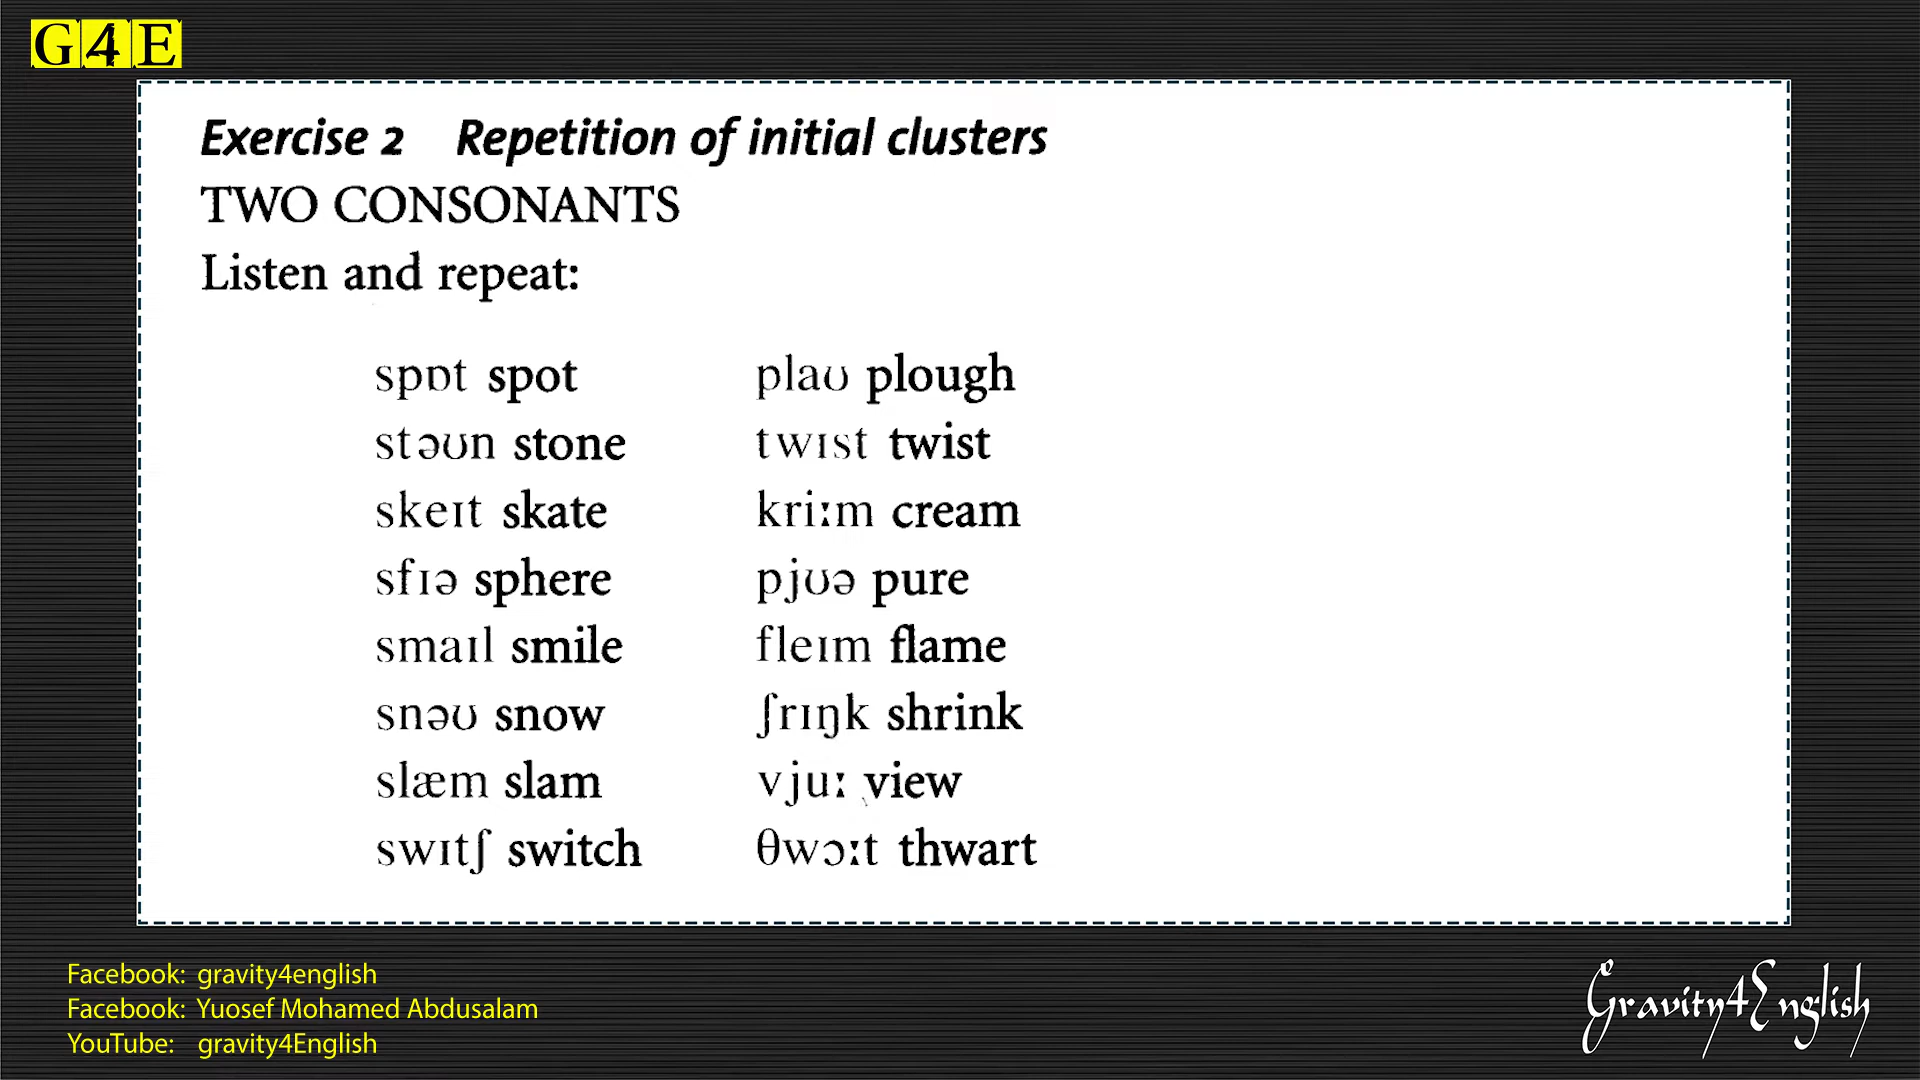 G4E
Exercise 2 Repetition of initial clusters
TWO CONSONANTS
Listen and repeat:
spɒt spot plaʊ plough
stəʊn stone twɪst twist
skeɪt skate kriːm cream
sfɪə sphere pjʊə pure
smaɪl smile fleɪm flame
snəʊ snow ʃrɪŋk shrink
slæm slam vjuː view
swɪtʃ switch θwɔːt thwart
Facebook: gravity4english
Facebook: Yuosef Mohamed Abdusalam
YouTube: gravity4English
Gravity4English